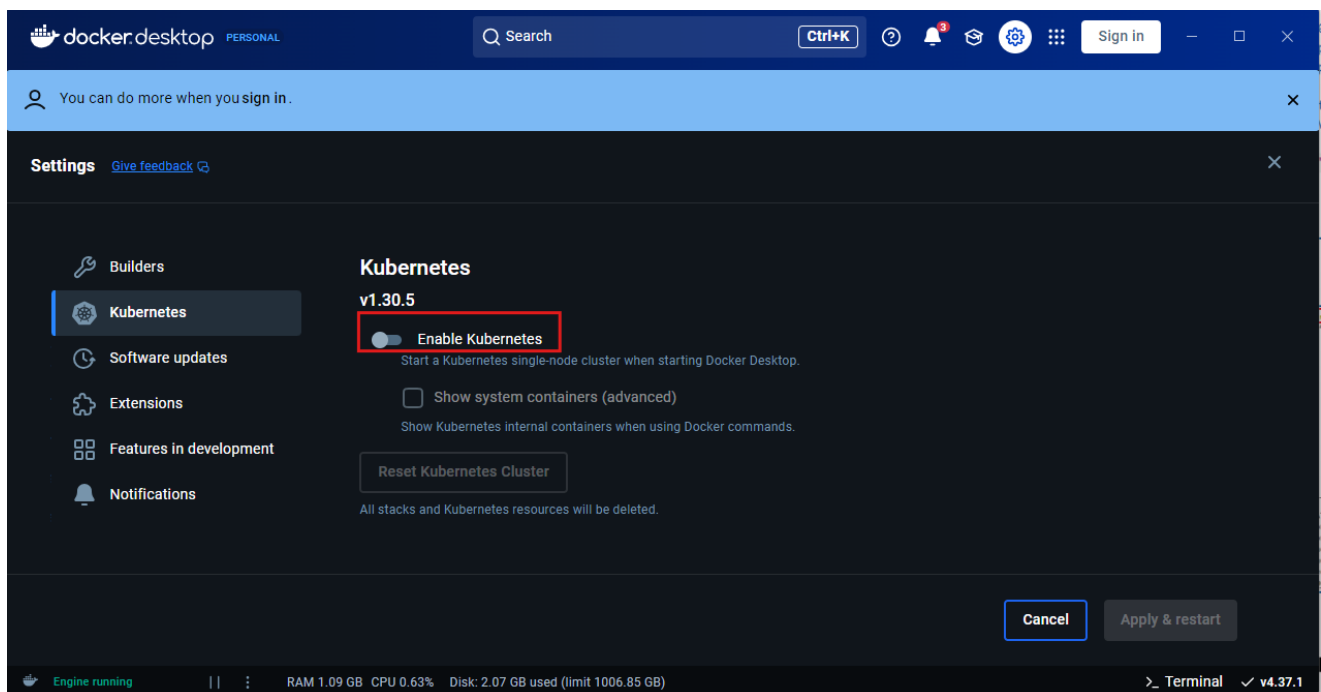 docker.desktop PERSONAL Search Ctrl+K 3 Sign in
You can do more when you sign in.
Settings Give feedback
Builders
Kubernetes
Software updates
Extensions
Features in development
Notifications
Kubernetes
v1.30.5
Enable Kubernetes
Start a Kubernetes single-node cluster when starting Docker Desktop.
Show system containers (advanced)
Show Kubernetes internal containers when using Docker commands.
Reset Kubernetes Cluster
All stacks and Kubernetes resources will be deleted.
Cancel Apply & restart
Engine running RAM 1.09 GB CPU 0.63% Disk: 2.07 GB used (limit 1006.85 GB) >_ Terminal v4.37.1